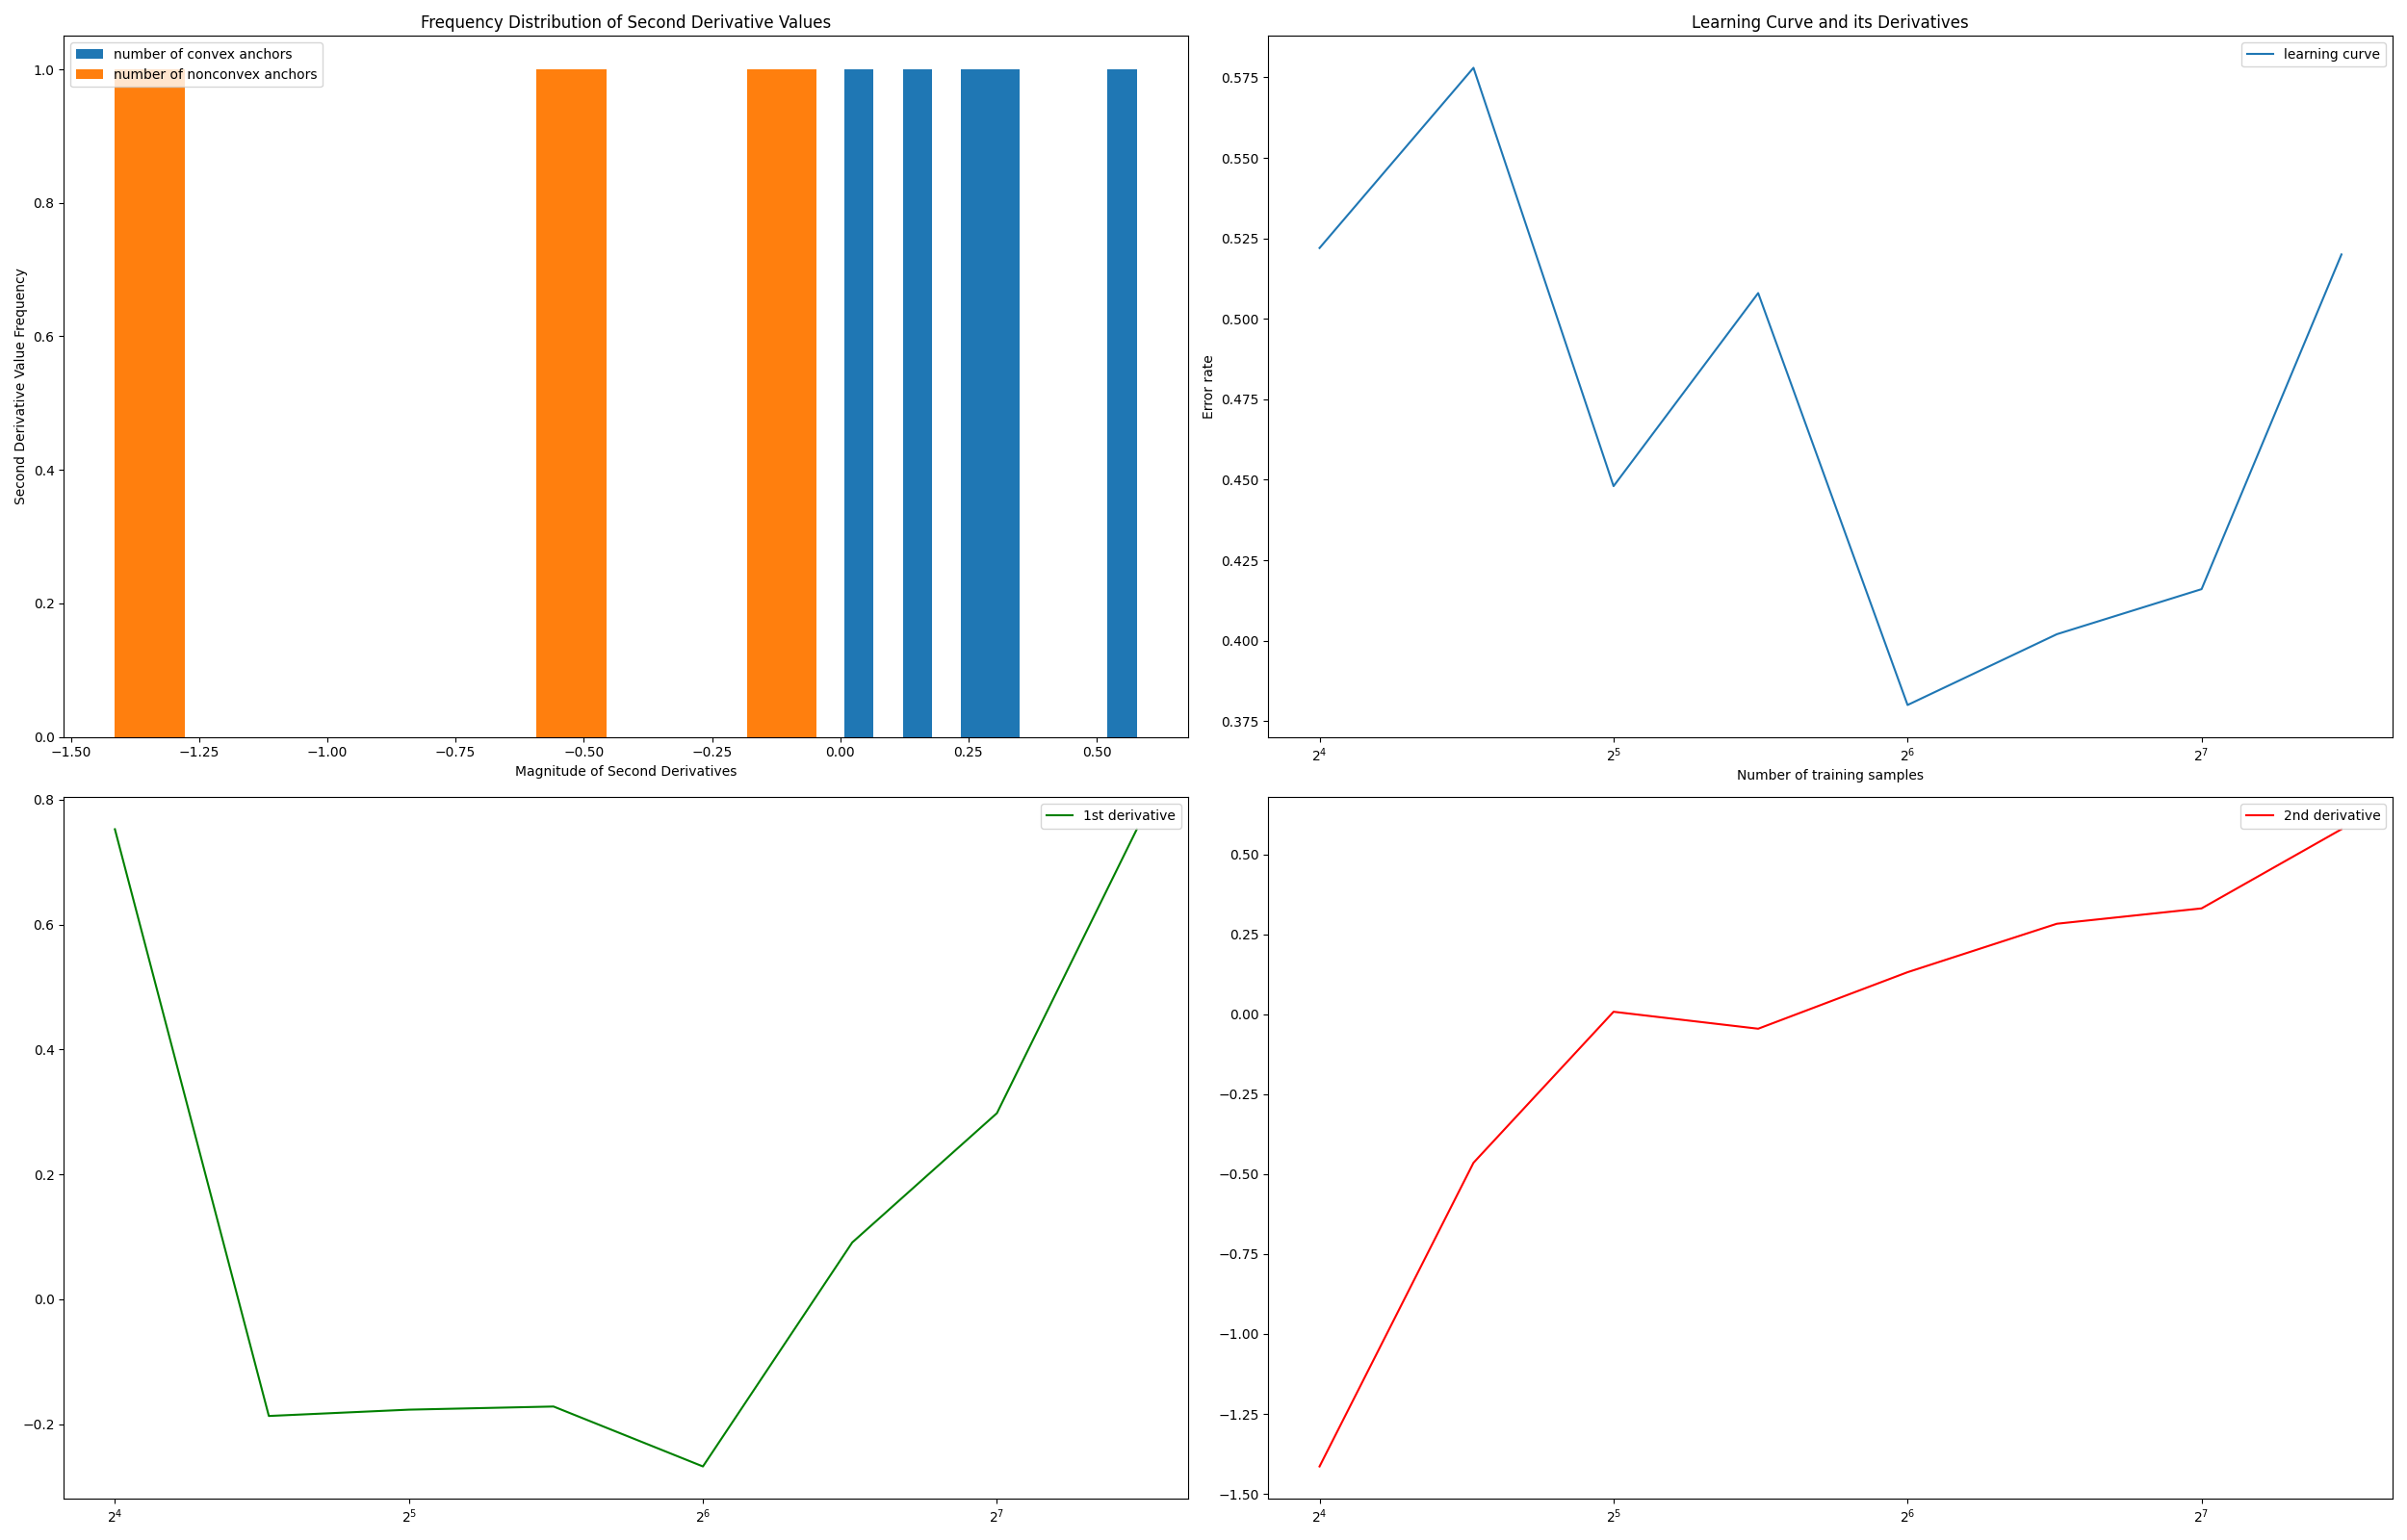 Frequency Distribution of Second Derivative Values
number of convex anchors
number of nonconvex anchors
Second Derivative Value Frequency
1.0
0.8
0.6
0.4
0.2
0.0
−1.50 −1.25 −1.00 −0.75 −0.50 −0.25 0.00 0.25 0.50
Magnitude of Second Derivatives
Learning Curve and its Derivatives
learning curve
Error rate
0.575
0.550
0.525
0.500
0.475
0.450
0.425
0.400
0.375
2⁴ 2⁵ 2⁶ 2⁷
Number of training samples
1st derivative
0.8
0.6
0.4
0.2
0.0
−0.2
2⁴ 2⁵ 2⁶ 2⁷
2nd derivative
0.50
0.25
0.00
−0.25
−0.50
−0.75
−1.00
−1.25
−1.50
2⁴ 2⁵ 2⁶ 2⁷